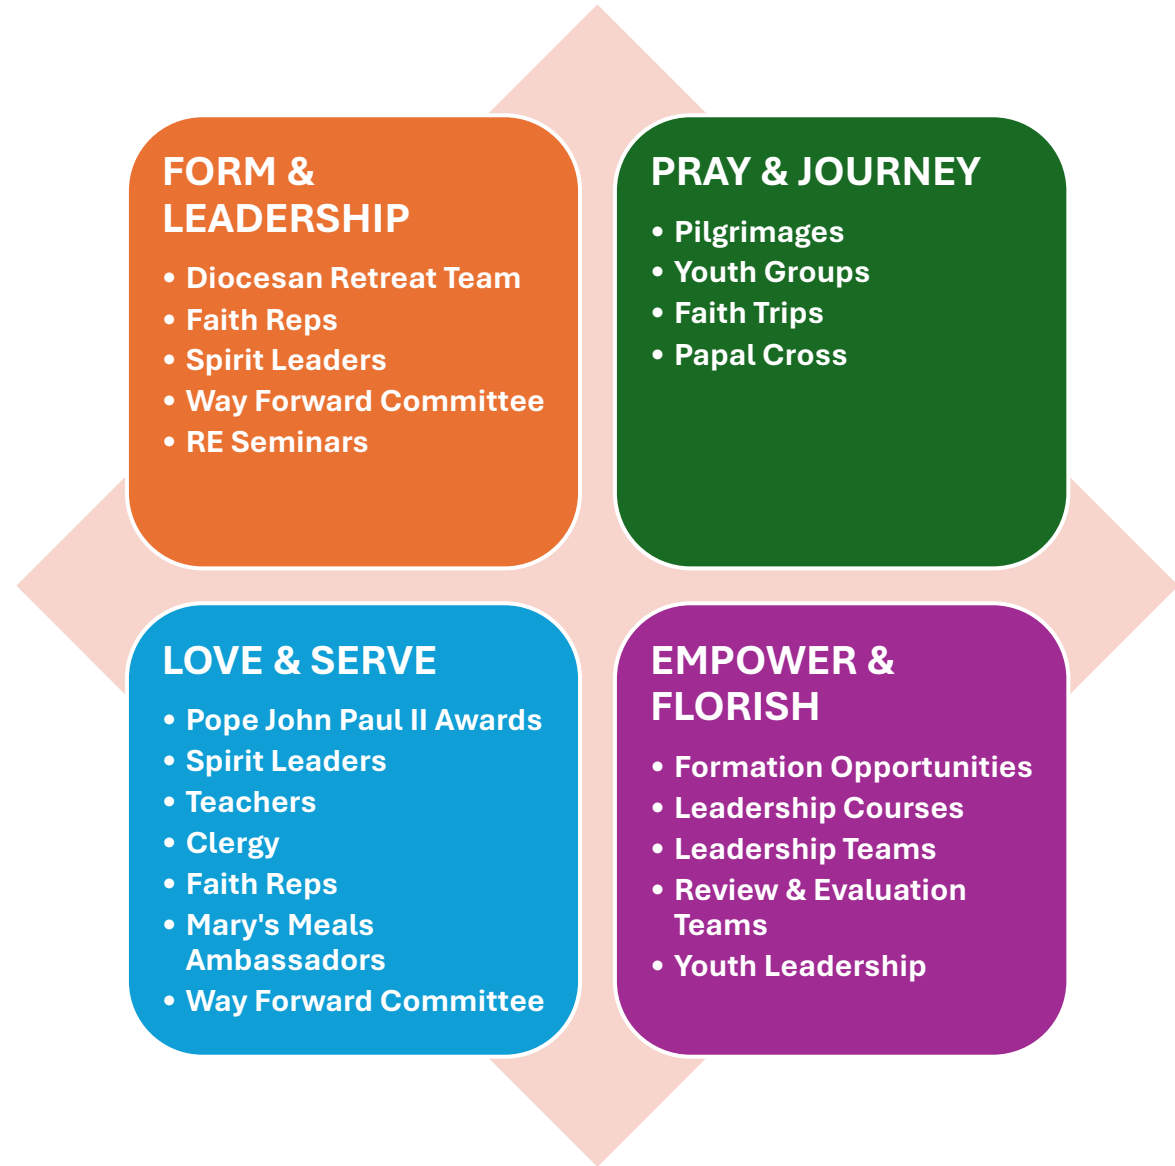 FORM &
LEADERSHIP
• Diocesan Retreat Team
• Faith Reps
• Spirit Leaders
• Way Forward Committee
• RE Seminars
PRAY & JOURNEY
• Pilgrimages
• Youth Groups
• Faith Trips
• Papal Cross
LOVE & SERVE
• Pope John Paul II Awards
• Spirit Leaders
• Teachers
• Clergy
• Faith Reps
• Mary's Meals
Ambassadors
• Way Forward Committee
EMPOWER &
FLORISH
• Formation Opportunities
• Leadership Courses
• Leadership Teams
• Review & Evaluation
Teams
• Youth Leadership